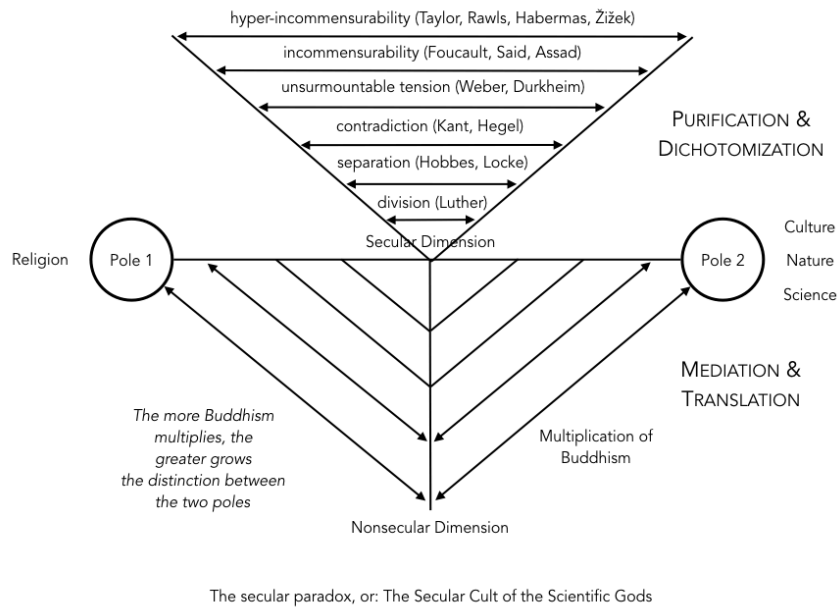 hyper-incommensurability (Taylor, Rawls, Habermas, Žižek)
incommensurability (Foucault, Said, Assad)
unsurmountable tension (Weber, Durkheim)
contradiction (Kant, Hegel)
separation (Hobbes, Locke)
division (Luther)
PURIFICATION &
DICHOTOMIZATION
Secular Dimension
Religion
Pole 1
Pole 2
Culture
Nature
Science
MEDIATION &
TRANSLATION
The more Buddhism
multiplies, the
greater grows
the distinction between
the two poles
Multiplication of
Buddhism
Nonsecular Dimension
The secular paradox, or: The Secular Cult of the Scientific Gods